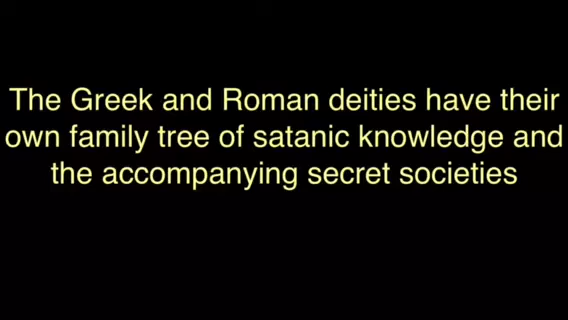 The Greek and Roman deities have their
own family tree of satanic knowledge and
the accompanying secret societies